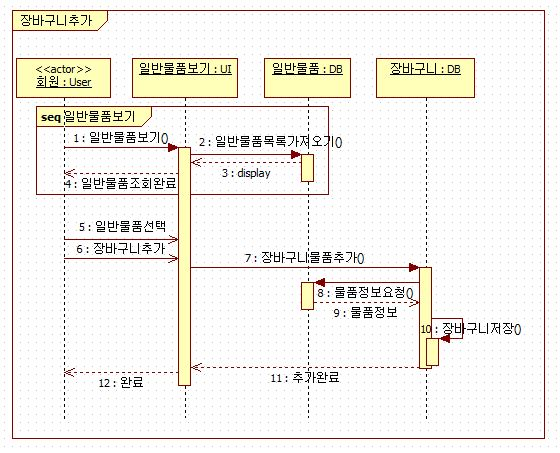 장바구니추가
<<actor>>
회원 : User
일반물품보기 : UI
일반물품 : DB
장바구니 : DB
seq 일반물품보기
1 : 일반물품보기()
2 : 일반물품목록가져오기()
3 : display
4 : 일반물품조회완료
5 : 일반물품선택
6 : 장바구니추가
7 : 장바구니물품추가()
8 : 물품정보요청()
9 : 물품정보
10 : 장바구니저장()
11 : 추가완료
12 : 완료